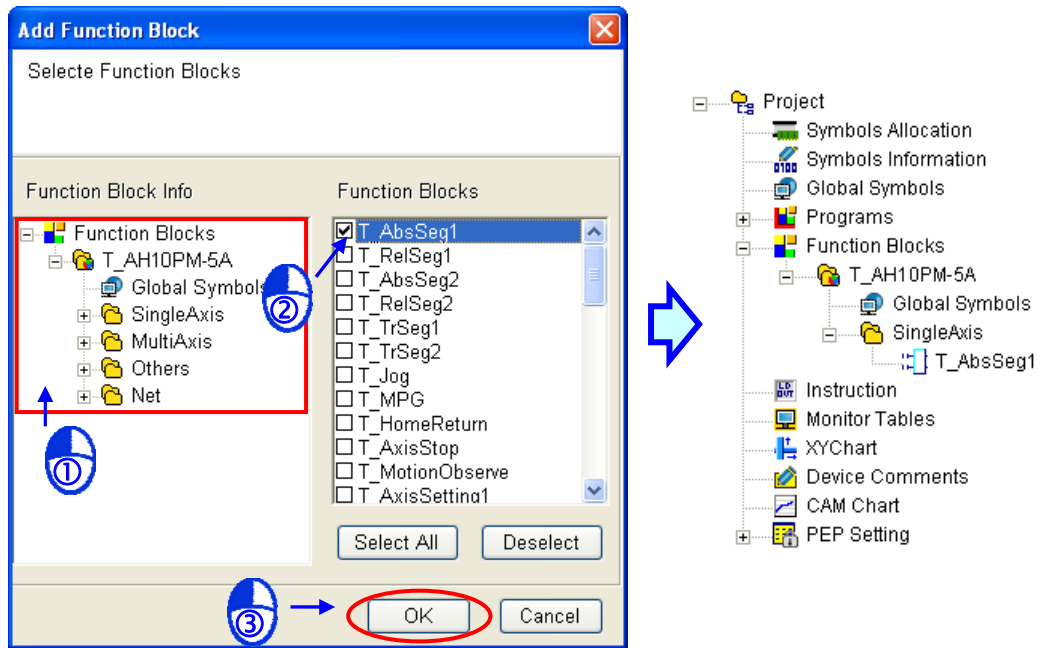 Add Function Block
Selecte Function Blocks
Function Block Info
Function Blocks
T_AH10PM-5A
Global Symbols
SingleAxis
MultiAxis
Others
Net
①
Function Blocks
T_AbsSeg1
T_RelSeg1
T_AbsSeg2
T_RelSeg2
T_TrSeg1
T_TrSeg2
T_Jog
T_MPG
T_HomeReturn
T_AxisStop
T_MotionObserve
T_AxisSetting1
②
Select All
Deselect
③
OK
Cancel
Project
Symbols Allocation
Symbols Information
Global Symbols
Programs
Function Blocks
T_AH10PM-5A
Global Symbols
SingleAxis
T_AbsSeg1
Instruction
Monitor Tables
XYChart
Device Comments
CAM Chart
PEP Setting